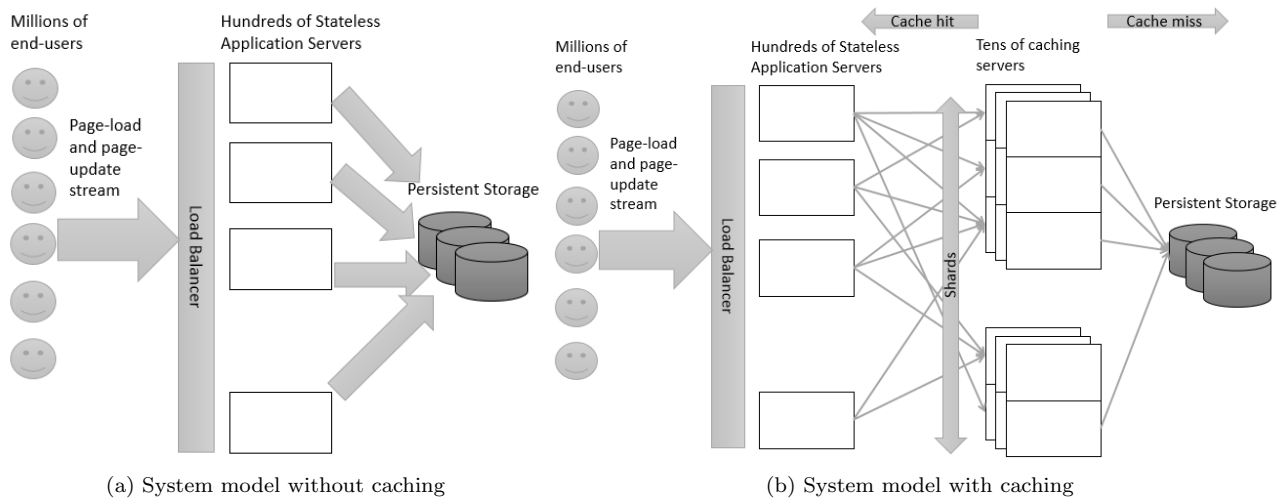 Millions of
end-users
Hundreds of Stateless
Application Servers
Page-load
and page-
update
stream
Load Balancer
Persistent Storage
(a) System model without caching
Cache hit
Cache miss
Millions of
end-users
Hundreds of Stateless
Application Servers
Tens of caching
servers
Page-load
and page-
update
stream
Load Balancer
Shards
Persistent Storage
(b) System model with caching